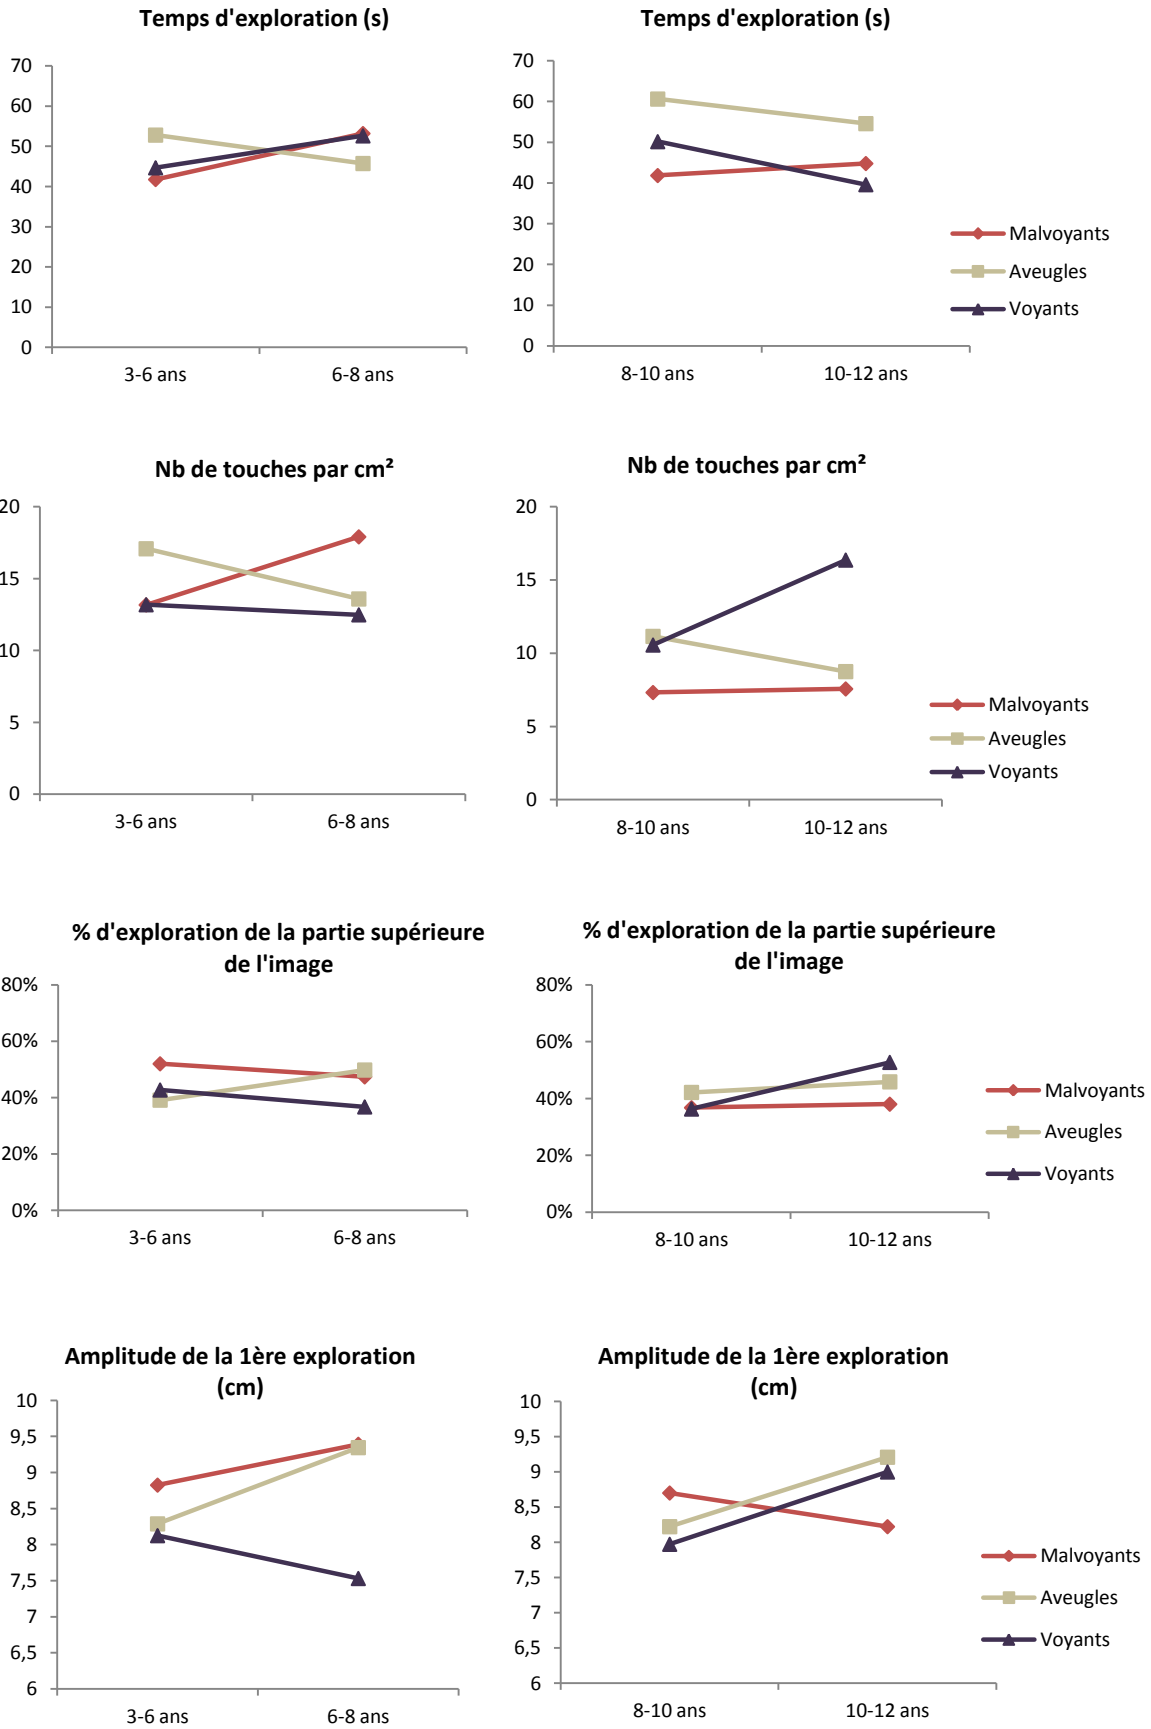 Temps d'exploration (s)
70
60
50
40
30
20
10
0
3-6 ans
6-8 ans
Temps d'exploration (s)
70
60
50
40
30
20
10
0
8-10 ans
10-12 ans
Malvoyants
Aveugles
Voyants
Nb de touches par cm²
20
15
10
5
0
3-6 ans
6-8 ans
Nb de touches par cm²
20
15
10
5
0
8-10 ans
10-12 ans
Malvoyants
Aveugles
Voyants
% d'exploration de la partie supérieure
de l'image
80%
60%
40%
20%
0%
3-6 ans
6-8 ans
% d'exploration de la partie supérieure
de l'image
80%
60%
40%
20%
0%
8-10 ans
10-12 ans
Malvoyants
Aveugles
Voyants
Amplitude de la 1ère exploration
(cm)
10
9,5
9
8,5
8
7,5
7
6,5
6
3-6 ans
6-8 ans
Amplitude de la 1ère exploration
(cm)
10
9,5
9
8,5
8
7,5
7
6,5
6
8-10 ans
10-12 ans
Malvoyants
Aveugles
Voyants